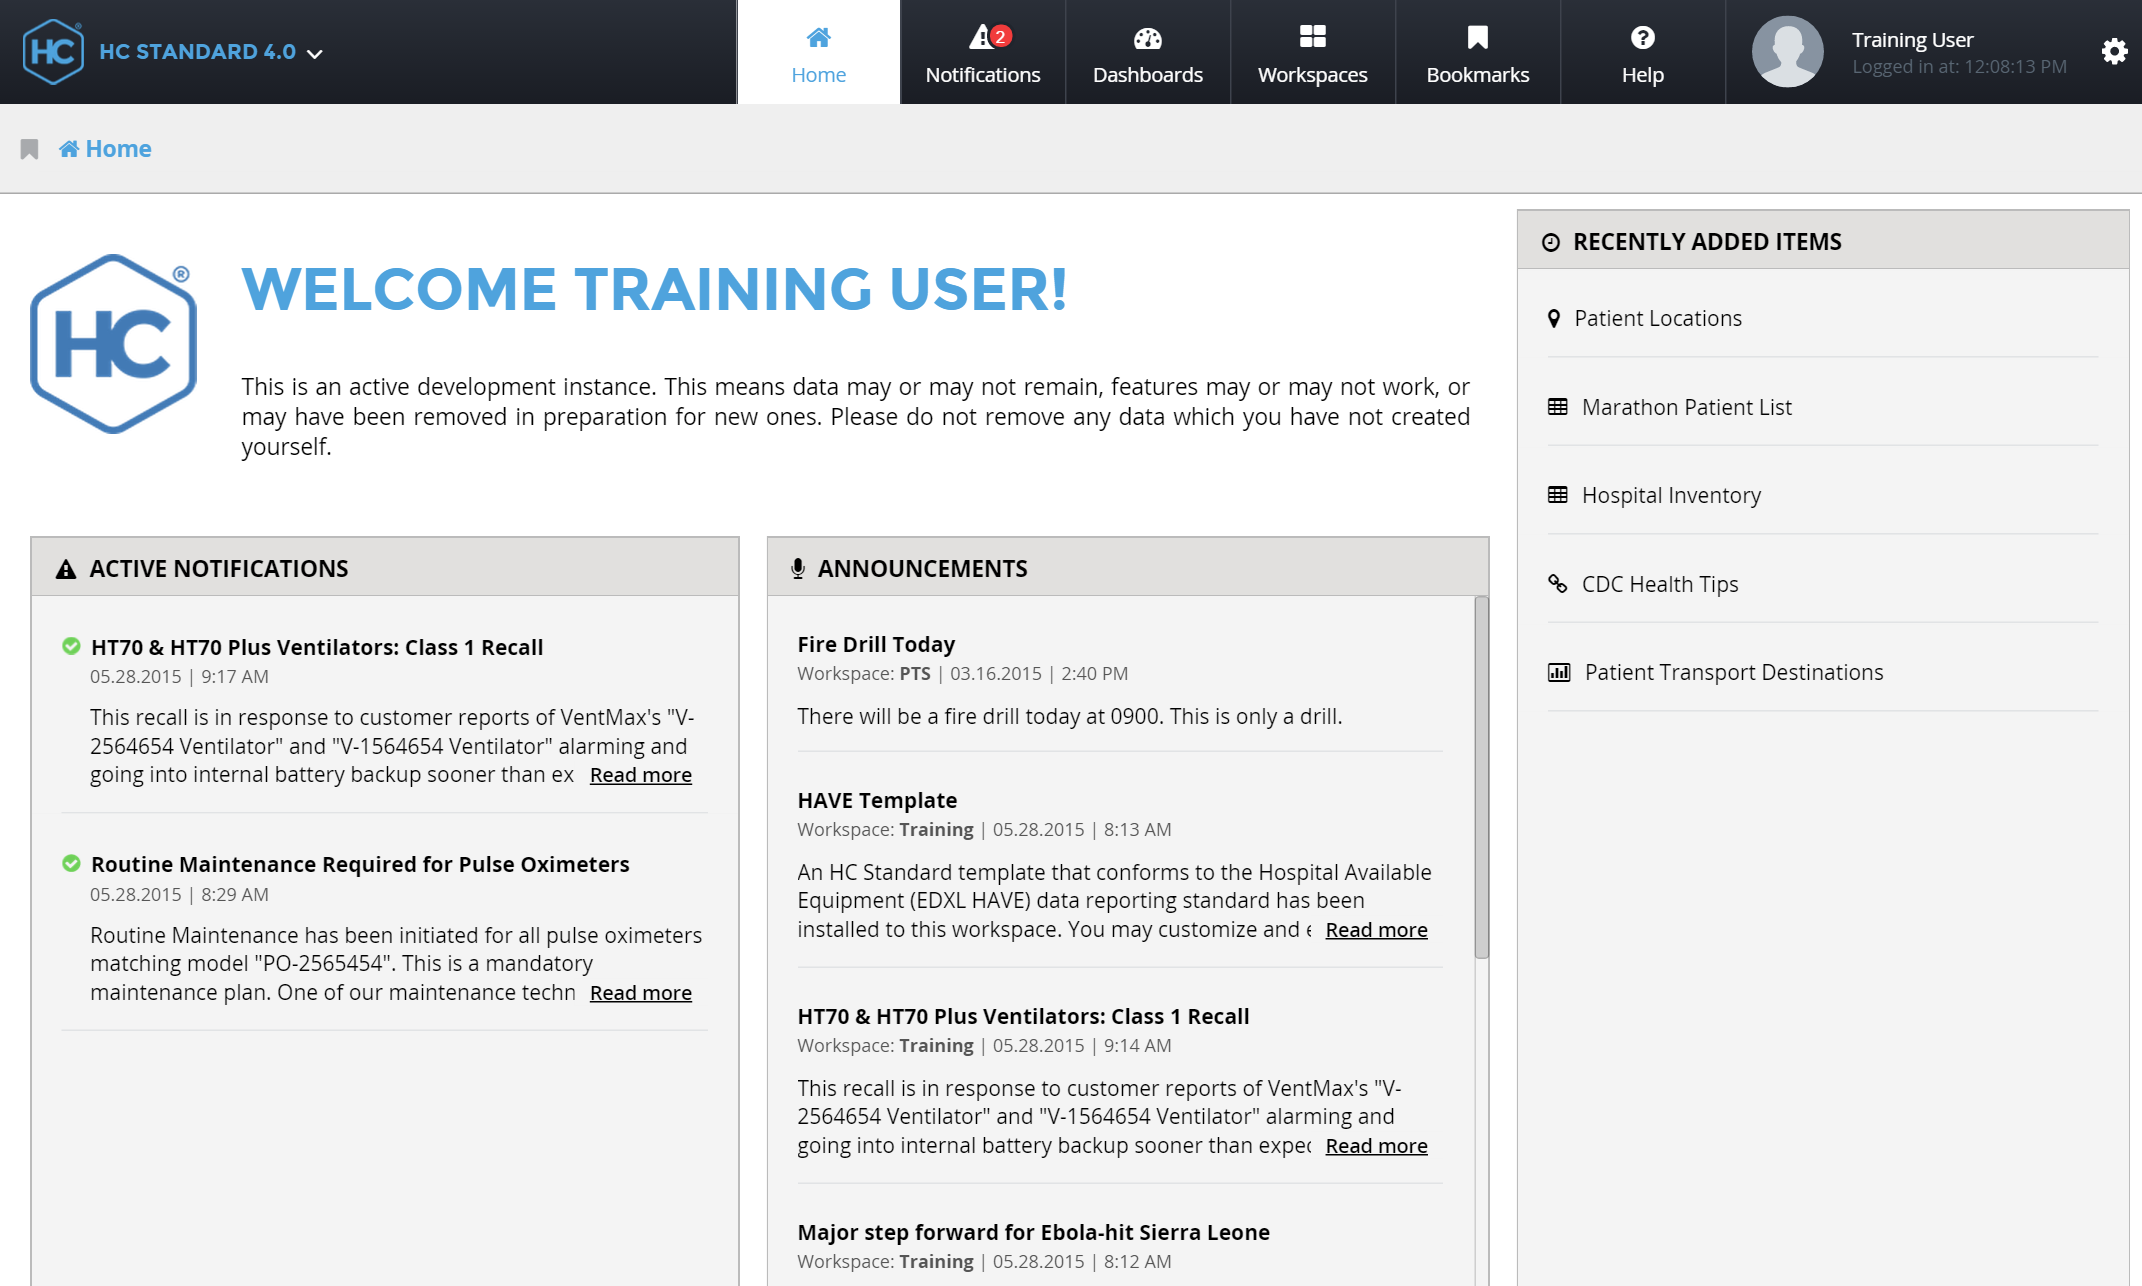 HC ®
HC STANDARD 4.0
Home
2
Notifications
Dashboards
Workspaces
Bookmarks
Help
Training User
Logged in at: 12:08:13 PM
Home
HC ®
WELCOME TRAINING USER!
This is an active development instance. This means data may or may not remain, features may or may not work, or
may have been removed in preparation for new ones. Please do not remove any data which you have not created
yourself.
ACTIVE NOTIFICATIONS
HT70 & HT70 Plus Ventilators: Class 1 Recall
05.28.2015 | 9:17 AM
This recall is in response to customer reports of VentMax's "V-
2564654 Ventilator" and "V-1564654 Ventilator" alarming and
going into internal battery backup sooner than ex Read more
Routine Maintenance Required for Pulse Oximeters
05.28.2015 | 8:29 AM
Routine Maintenance has been initiated for all pulse oximeters
matching model "PO-2565454". This is a mandatory
maintenance plan. One of our maintenance techn Read more
ANNOUNCEMENTS
Fire Drill Today
Workspace: PTS | 03.16.2015 | 2:40 PM
There will be a fire drill today at 0900. This is only a drill.
HAVE Template
Workspace: Training | 05.28.2015 | 8:13 AM
An HC Standard template that conforms to the Hospital Available
Equipment (EDXL HAVE) data reporting standard has been
installed to this workspace. You may customize and e Read more
HT70 & HT70 Plus Ventilators: Class 1 Recall
Workspace: Training | 05.28.2015 | 9:14 AM
This recall is in response to customer reports of VentMax's "V-
2564654 Ventilator" and "V-1564654 Ventilator" alarming and
going into internal battery backup sooner than expec Read more
Major step forward for Ebola-hit Sierra Leone
Workspace: Training | 05.28.2015 | 8:12 AM
RECENTLY ADDED ITEMS
Patient Locations
Marathon Patient List
Hospital Inventory
CDC Health Tips
Patient Transport Destinations